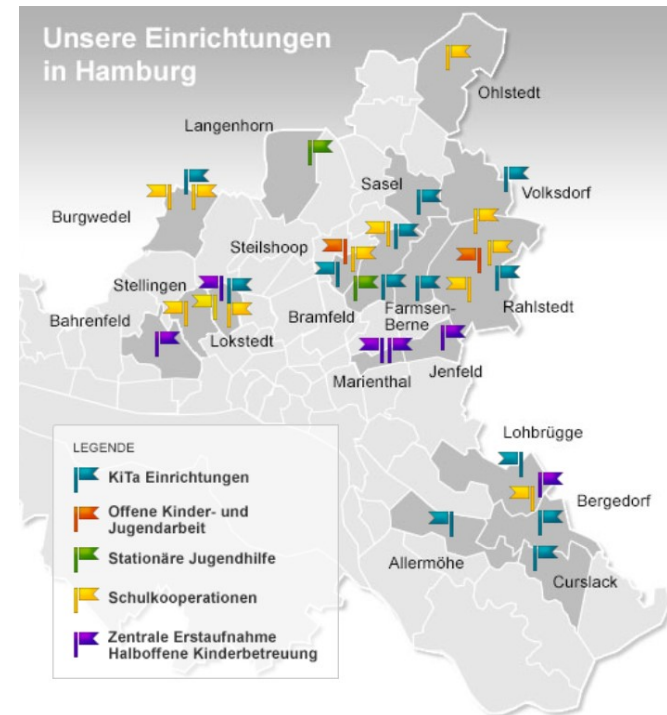 Unsere Einrichtungen
in Hamburg
Ohlstedt
Langenhorn
Sasel
Volksdorf
Burgwedel
Steilshoop
Stellingen
Bahrenfeld
Lokstedt
Bramfeld
Farmsen-
Berne
Rahlstedt
Marienthal
Jenfeld
Lohbrügge
Bergedorf
Allermöhe
Curslack
LEGENDE
KiTa Einrichtungen
Offene Kinder- und
Jugendarbeit
Stationäre Jugendhilfe
Schulkooperationen
Zentrale Erstaufnahme
Halboffene Kinderbetreuung